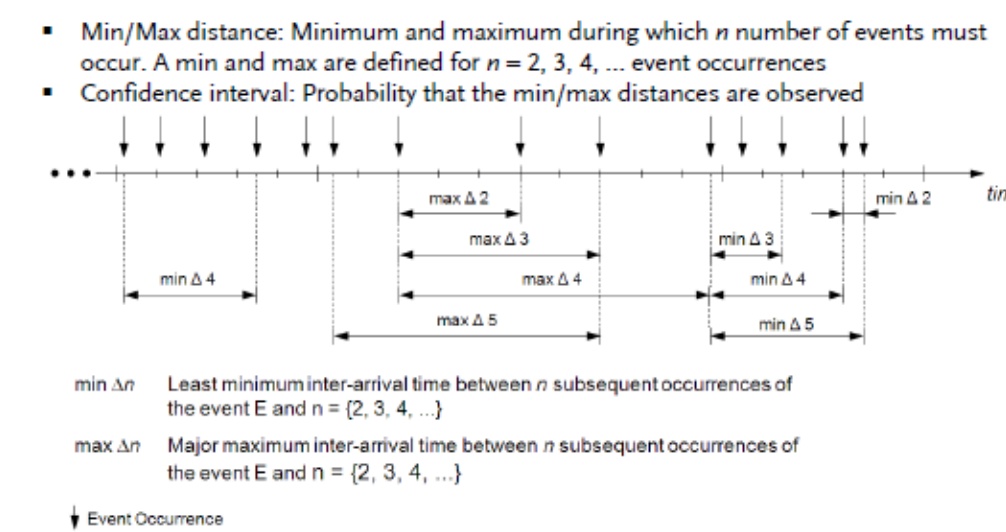 ▪ Min/Max distance: Minimum and maximum during which n number of events must
occur. A min and max are defined for n = 2, 3, 4, ... event occurrences
▪ Confidence interval: Probability that the min/max distances are observed
max Δ 2
min Δ 2
tin
max Δ 3
min Δ 3
min Δ 4
max Δ 4
min Δ 4
max Δ 5
min Δ 5
min Δn Least minimum inter-arrival time between n subsequent occurrences of
the event E and n = {2, 3, 4, ...}
max Δn Major maximum inter-arrival time between n subsequent occurrences of
the event E and n = {2, 3, 4, ...}
Event Occurrence